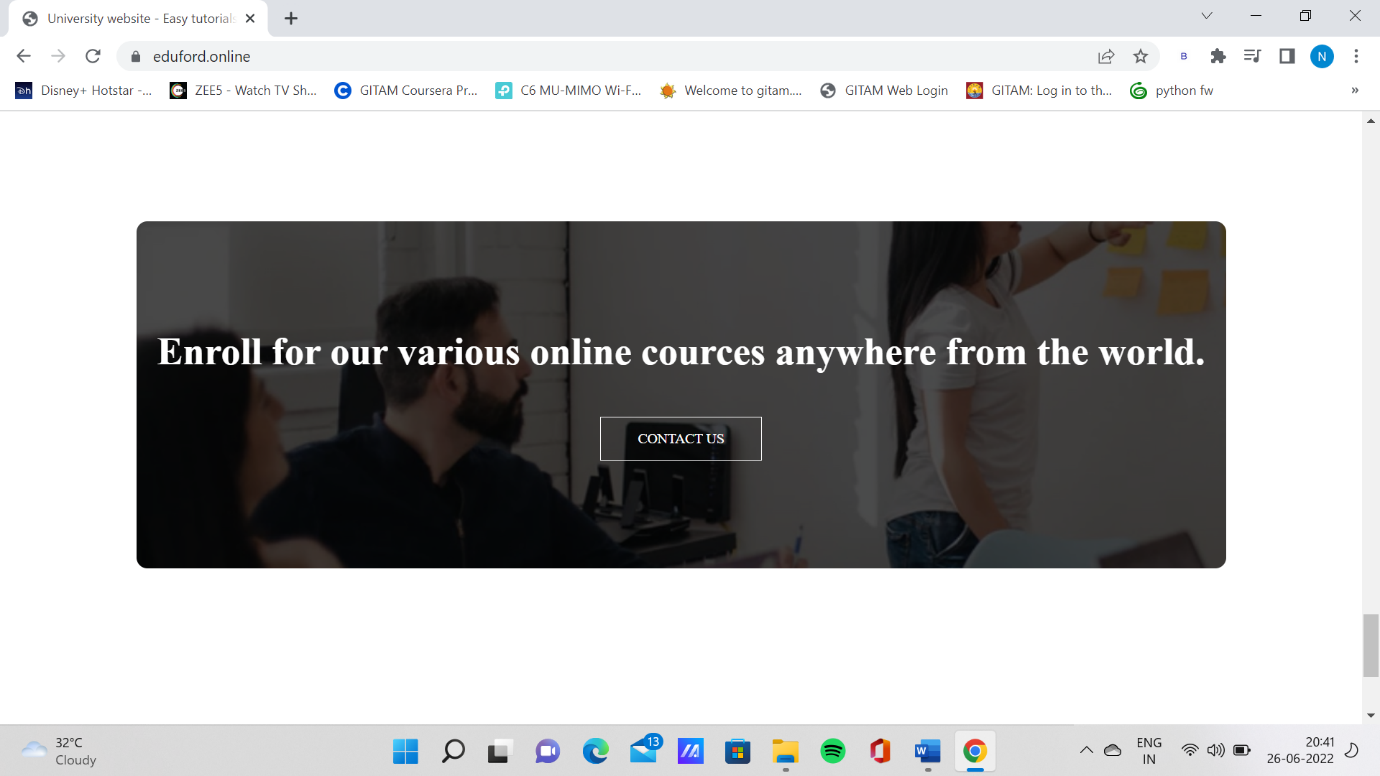 University website - Easy tutorials
eduford.online
B
N
Disney+ Hotstar -...
ZEE5 - Watch TV Sh...
GITAM Coursera Pr...
C6 MU-MIMO Wi-F...
Welcome to gitam....
GITAM Web Login
GITAM: Log in to th...
python fw
»
Enroll for our various online cources anywhere from the world.
CONTACT US
32°C
Cloudy
13
ENG
IN
20:41
26-06-2022